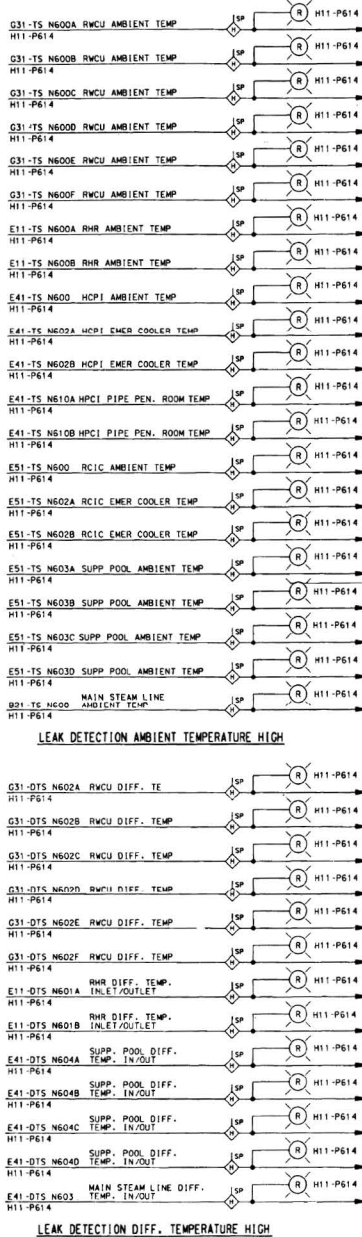 SP R H11-P614
G31-TS N600A RWCU AMBIENT TEMP H
H11-P614
SP R H11-P614
G31-TS N600B RWCU AMBIENT TEMP H
H11-P614
SP R H11-P614
G31-TS N600C RWCU AMBIENT TEMP H
H11-P614
SP R H11-P614
G31-TS N600D RWCU AMBIENT TEMP H
H11-P614
SP R H11-P614
G31-TS N600E RWCU AMBIENT TEMP H
H11-P614
SP R H11-P614
G31-TS N600F RWCU AMBIENT TEMP H
H11-P614
SP R H11-P614
E11-TS N600A RHR AMBIENT TEMP H
H11-P614
SP R H11-P614
E11-TS N600B RHR AMBIENT TEMP H
H11-P614
SP R H11-P614
E41-TS N600 HCPI AMBIENT TEMP H
H11-P614
SP R H11-P614
E41-TS N602A HCPI EMER COOLER TEMP H
H11-P614
SP R H11-P614
E41-TS N602B HCPI EMER COOLER TEMP H
H11-P614
SP R H11-P614
E41-TS N610A HPCI PIPE PEN. ROOM TEMP H
H11-P614
SP R H11-P614
E41-TS N610B HPCI PIPE PEN. ROOM TEMP H
H11-P614
SP R H11-P614
E51-TS N600 RCIC AMBIENT TEMP H
H11-P614
SP R H11-P614
E51-TS N602A RCIC EMER COOLER TEMP H
H11-P614
SP R H11-P614
E51-TS N602B RCIC EMER COOLER TEMP H
H11-P614
SP R H11-P614
E51-TS N603A SUPP POOL AMBIENT TEMP H
H11-P614
SP R H11-P614
E51-TS N603B SUPP POOL AMBIENT TEMP H
H11-P614
SP R H11-P614
E51-TS N603C SUPP POOL AMBIENT TEMP H
H11-P614
SP R H11-P614
E51-TS N603D SUPP POOL AMBIENT TEMP H
H11-P614
MAIN STEAM LINE SP R H11-P614
B21-TS N600 AMBIENT TEMP H
H11-P614
LEAK DETECTION AMBIENT TEMPERATURE HIGH
SP R H11-P614
G31-DTS N602A RWCU DIFF. TE H
H11-P614
SP R H11-P614
G31-DTS N602B RWCU DIFF. TEMP H
H11-P614
SP R H11-P614
G31-DTS N602C RWCU DIFF. TEMP H
H11-P614
SP R H11-P614
G31-DTS N602D RWCU DIFF. TEMP H
H11-P614
SP R H11-P614
G31-DTS N602E RWCU DIFF. TEMP H
H11-P614
SP R H11-P614
G31-DTS N602F RWCU DIFF. TEMP H
H11-P614
RHR DIFF. TEMP. SP R H11-P614
E11-DTS N601A INLET/OUTLET H
H11-P614
RHR DIFF. TEMP. SP R H11-P614
E11-DTS N601B INLET/OUTLET H
H11-P614
SUPP. POOL DIFF. SP R H11-P614
E41-DTS N604A TEMP. IN/OUT H
H11-P614
SUPP. POOL DIFF. SP R H11-P614
E41-DTS N604B TEMP. IN/OUT H
H11-P614
SUPP. POOL DIFF. SP R H11-P614
E41-DTS N604C TEMP. IN/OUT H
H11-P614
SUPP. POOL DIFF. SP R H11-P614
E41-DTS N604D TEMP. IN/OUT H
H11-P614
MAIN STEAM LINE DIFF. SP R H11-P614
E41-DTS N603 TEMP. IN/OUT H
H11-P614
LEAK DETECTION DIFF. TEMPERATURE HIGH